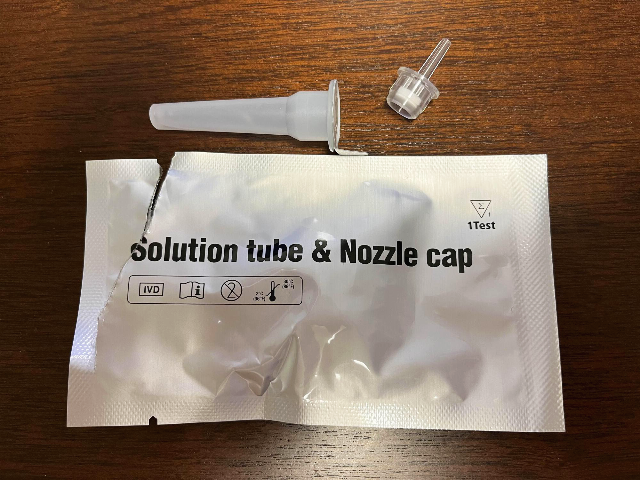 1Test
Solution tube & Nozzle cap
IVD